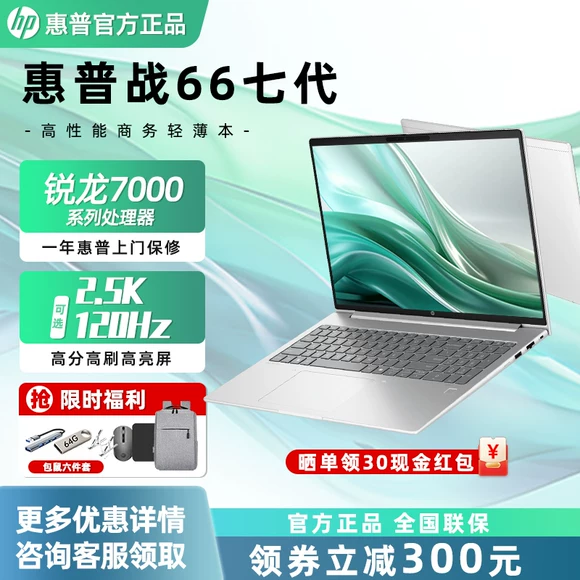 hp 惠普官方正品
惠普战66七代
-高性能商务轻薄本-
锐龙7000
系列处理器
一年惠普上门保修
可选
2.5K
120Hz
高分高刷高亮屏
抢 限时福利
64G
包鼠六件套
晒单领30现金红包
¥
更多优惠详情
咨询客服领取
官方正品 全国联保
领券立减300元